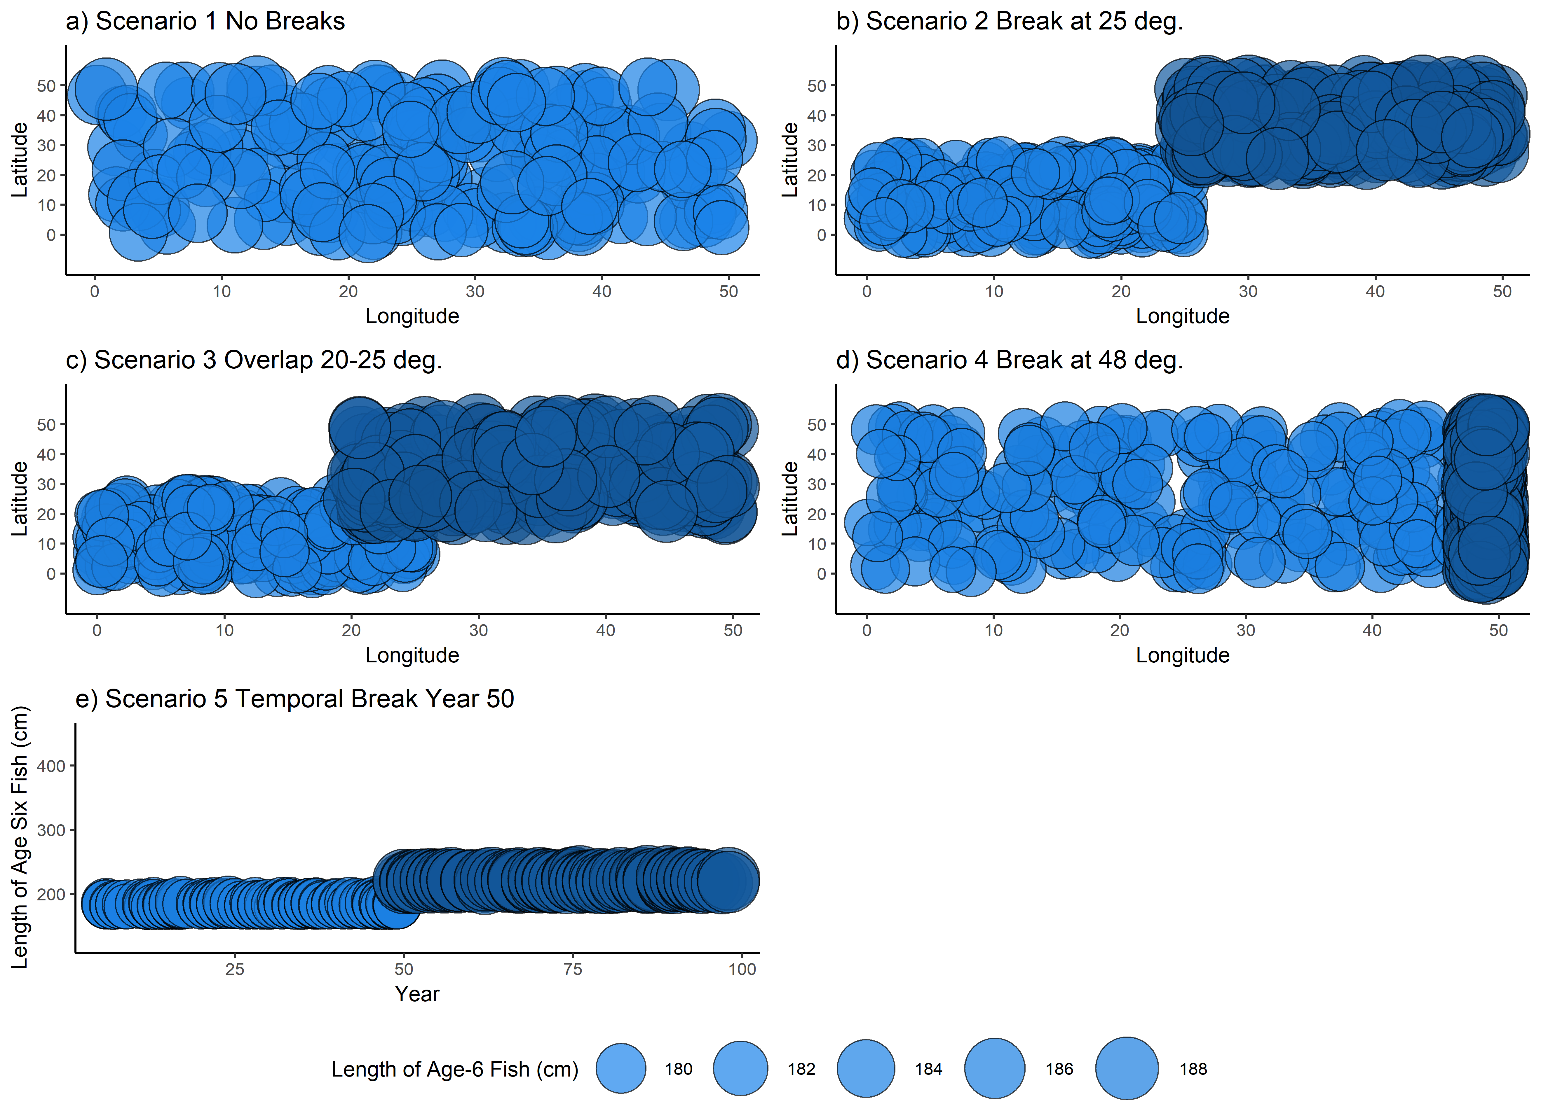 a) Scenario 1 No Breaks
Latitude
50
40
30
20
10
0
0 10 20 30 40 50
Longitude
b) Scenario 2 Break at 25 deg.
Latitude
50
40
30
20
10
0
0 10 20 30 40 50
Longitude
c) Scenario 3 Overlap 20-25 deg.
Latitude
50
40
30
20
10
0
0 10 20 30 40 50
Longitude
d) Scenario 4 Break at 48 deg.
Latitude
50
40
30
20
10
0
0 10 20 30 40 50
Longitude
e) Scenario 5 Temporal Break Year 50
Length of Age Six Fish (cm)
400
300
200
25 50 75 100
Year
Length of Age-6 Fish (cm) 180 182 184 186 188